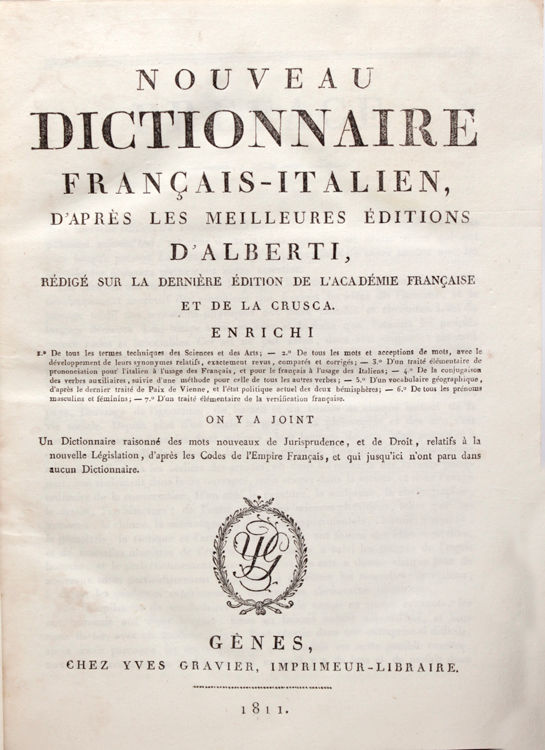 NOUVEAU
DICTIONNAIRE
FRANÇAIS-ITALIEN,
D'APRÈS LES MEILLEURES ÉDITIONS
D'ALBERTI,
RÉDIGÉ SUR LA DERNIÈRE ÉDITION DE L'ACADÉMIE FRANÇAISE
ET DE LA CRUSCA.
ENRICHI
1.º De tous les termes techniques des Sciences et des Arts; — 2.º De tous les mots et acceptions de mots, avec le
développement de leurs synonymes relatifs, exactement revus, comparés et corrigés; — 3.º D'un traité élémentaire de
prononciation pour l'italien à l'usage des Français, et pour le français à l'usage des Italiens; — 4.º De la conjugaison
des verbes auxiliaires, suivie d'une méthode pour celle de tous les autres verbes; — 5.º D'un vocabulaire géographique,
d'après le dernier traité de Paix de Vienne, et l'état politique actuel des deux hémisphères; — 6.º De tous les prénoms
masculins et féminins; — 7.º D'un traité élémentaire de la versification française.
ON Y A JOINT
Un Dictionnaire raisonné des mots nouveaux de Jurisprudence, et de Droit, relatifs à la
nouvelle Législation, d'après les Codes de l'Empire Français, et qui jusqu'ici n'ont paru dans
aucun Dictionnaire.
YG
GÈNES,
CHEZ YVES GRAVIER, IMPRIMEUR-LIBRAIRE.
1811.